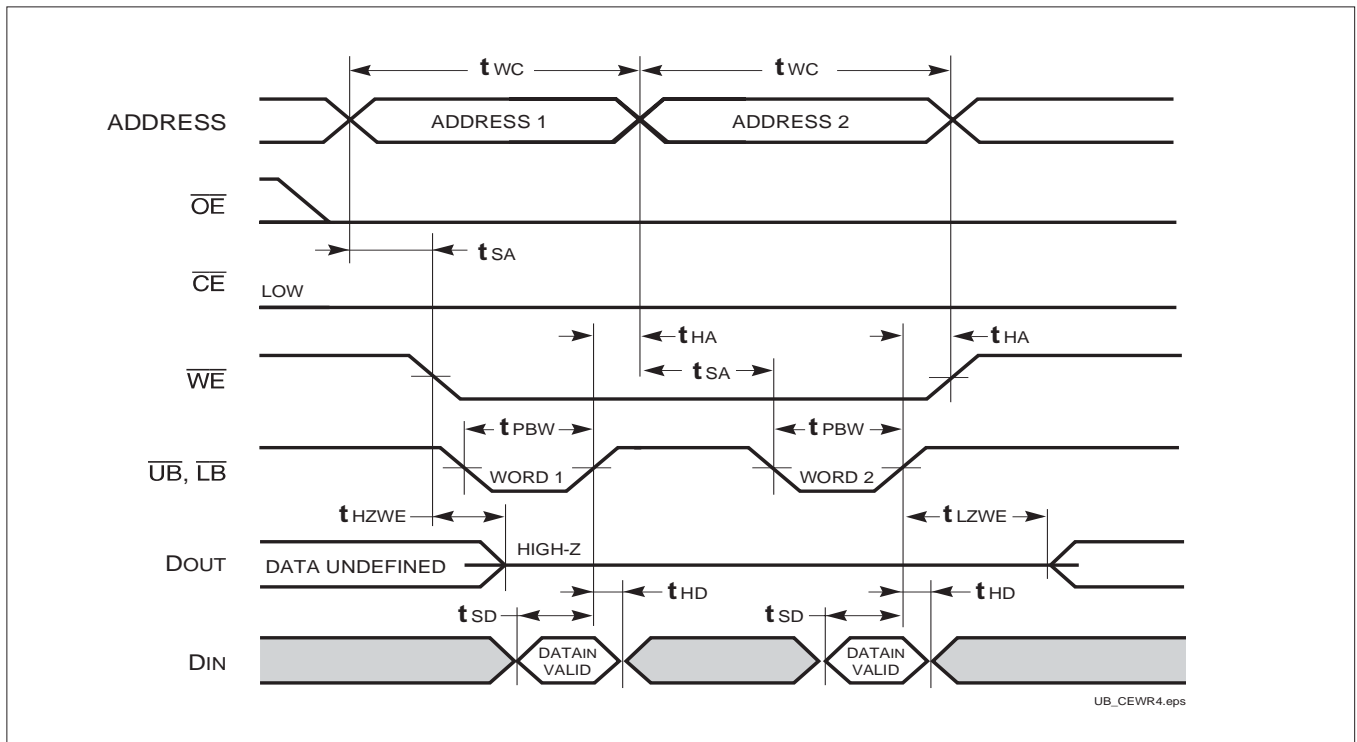 tWC tWC
ADDRESS ADDRESS 1 ADDRESS 2
OE
tSA
CE LOW
tHA tHA
WE tSA
tPBW tPBW
UB, LB WORD 1 WORD 2
tHZWE tLZWE
DOUT DATA UNDEFINED HIGH-Z
tHD tHD
tSD tSD
DIN DATAIN VALID DATAIN VALID
UB_CEWR4.eps